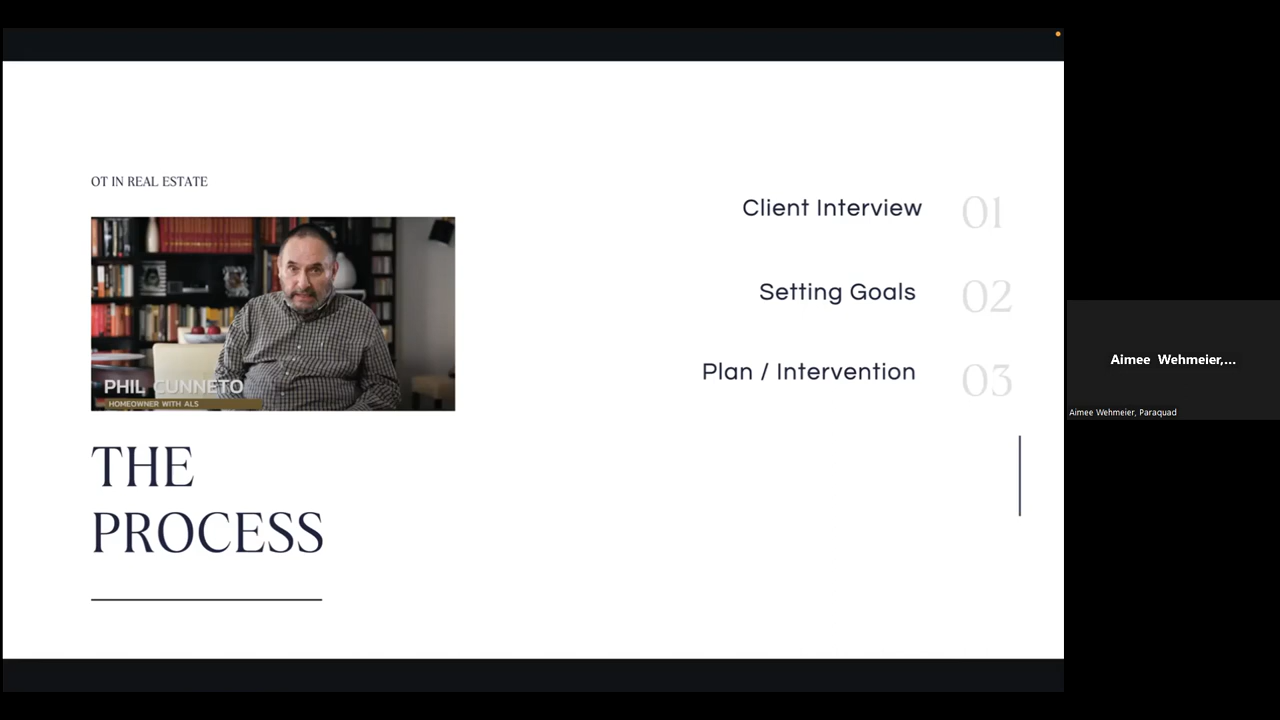 OT IN REAL ESTATE
PHIL CUNNETO
HOMEOWNER WITH ALS
THE
PROCESS
Client Interview 01
Setting Goals 02
Plan / Intervention 03
Aimee Wehmeier,...
Aimee Wehmeier, Paraquad